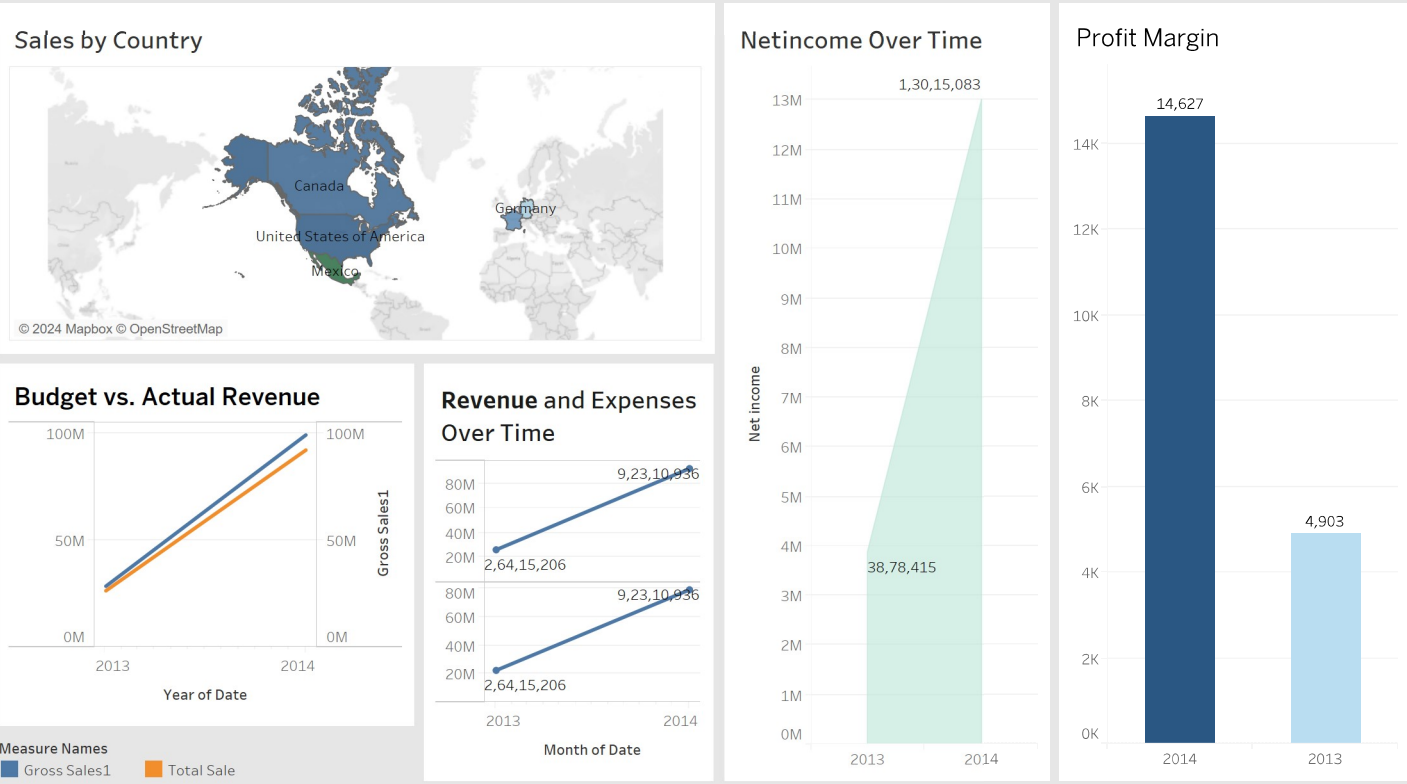 Sales by Country
Canada
Germany
United States of America
Mexico
© 2024 Mapbox © OpenStreetMap
Budget vs. Actual Revenue
100M
100M
50M
50M
0M
0M
Gross Sales1
2013
2014
Year of Date
Measure Names
Gross Sales1
Total Sale
Revenue and Expenses
Over Time
9,23,10,936
80M
60M
40M
20M
2,64,15,206
80M
9,23,10,936
60M
40M
20M
2,64,15,206
2013
2014
Month of Date
Netincome Over Time
1,30,15,083
13M
12M
11M
10M
9M
8M
7M
6M
5M
4M
38,78,415
3M
2M
1M
0M
Net income
2013
2014
Profit Margin
14,627
14K
12K
10K
8K
6K
4,903
4K
2K
0K
2014
2013